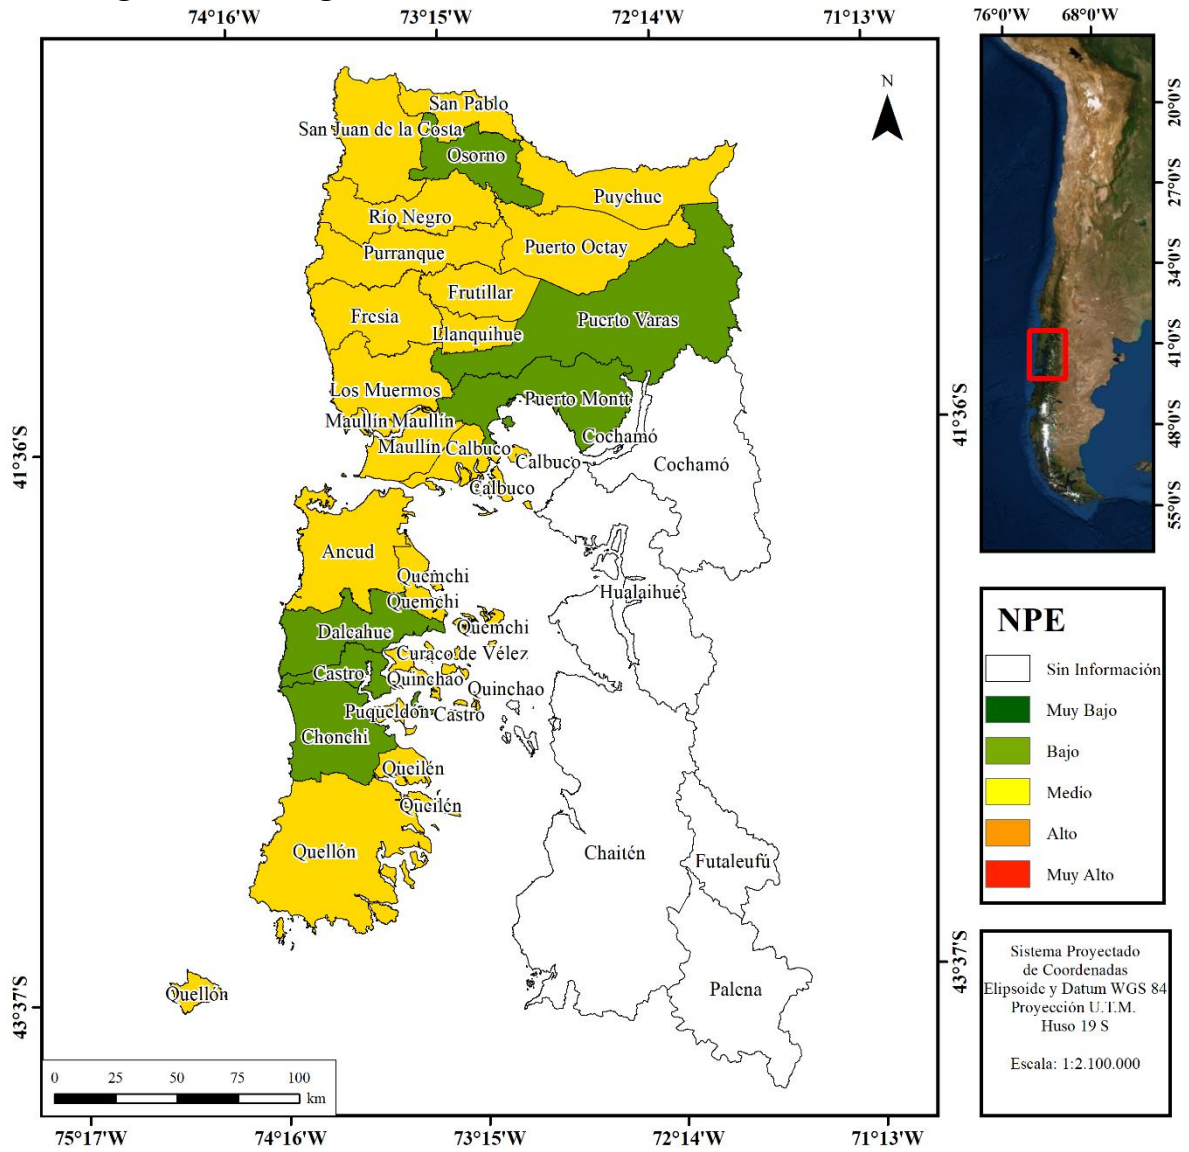 74°16'W 73°15'W 72°14'W 71°13'W
76°0'W 68°0'W
N
San Pablo
San Juan de la Costa
Osorno
Puyehue
Río Negro
Purranque
Puerto Octay
Frutillar
Fresia
Puerto Varas
Llanquihue
Los Muermos
Puerto Montt
Maullín Maullín
Cochamó
Maullín
Calbuco
Calbuco
Cochamó
Calbuco
Ancud
Quemchi
Hualaihué
Quemchi
Quemchi
Dalcahue
Curaco de Vélez
Castro
Quinchao
Quinchao
Puqueldón
Castro
Chonchi
Queilén
Queilén
Quellón
Chaitén
Futaleufú
Palena
Quellón
41°36'S
43°37'S
41°36'S
43°37'S
0 25 50 75 100
km
75°17'W 74°16'W 73°15'W 72°14'W 71°13'W
20°0'S
27°0'S
34°0'S
41°0'S
48°0'S
55°0'S
NPE
Sin Información
Muy Bajo
Bajo
Medio
Alto
Muy Alto
Sistema Proyectado
de Coordenadas
Elipsoide y Datum WGS 84
Proyección U.T.M.
Huso 19 S
Escala: 1:2.100.000